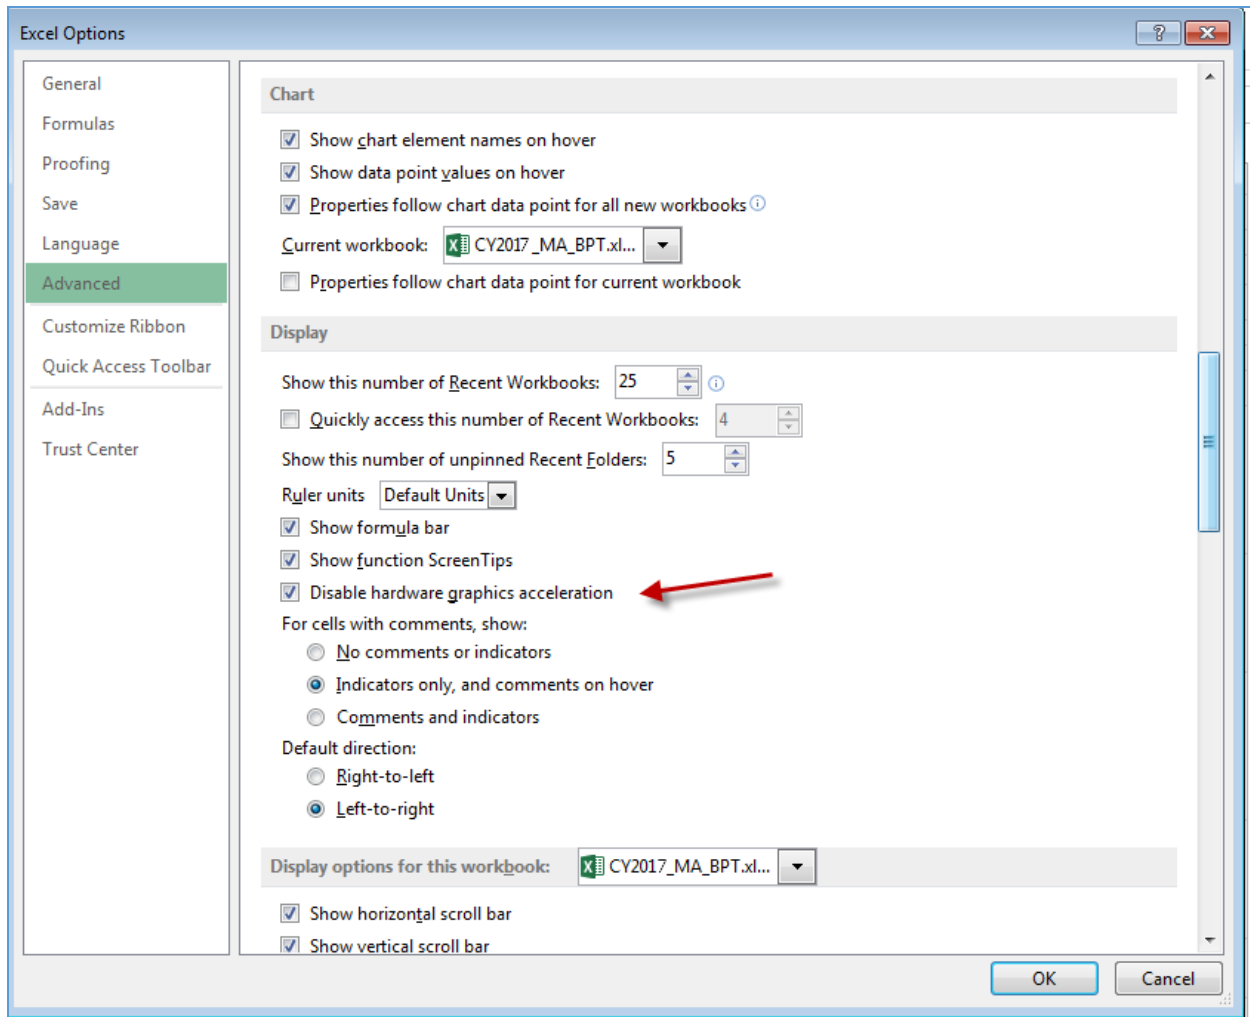 Excel Options
General
Formulas
Proofing
Save
Language
Advanced
Customize Ribbon
Quick Access Toolbar
Add-Ins
Trust Center
Chart
Show chart element names on hover
Show data point values on hover
Properties follow chart data point for all new workbooks
Current workbook: CY2017_MA_BPT.xl...
Properties follow chart data point for current workbook
Display
Show this number of Recent Workbooks: 25
Quickly access this number of Recent Workbooks: 4
Show this number of unpinned Recent Folders: 5
Ruler units Default Units
Show formula bar
Show function ScreenTips
Disable hardware graphics acceleration
For cells with comments, show:
No comments or indicators
Indicators only, and comments on hover
Comments and indicators
Default direction:
Right-to-left
Left-to-right
Display options for this workbook: CY2017_MA_BPT.xl...
Show horizontal scroll bar
Show vertical scroll bar
OK Cancel